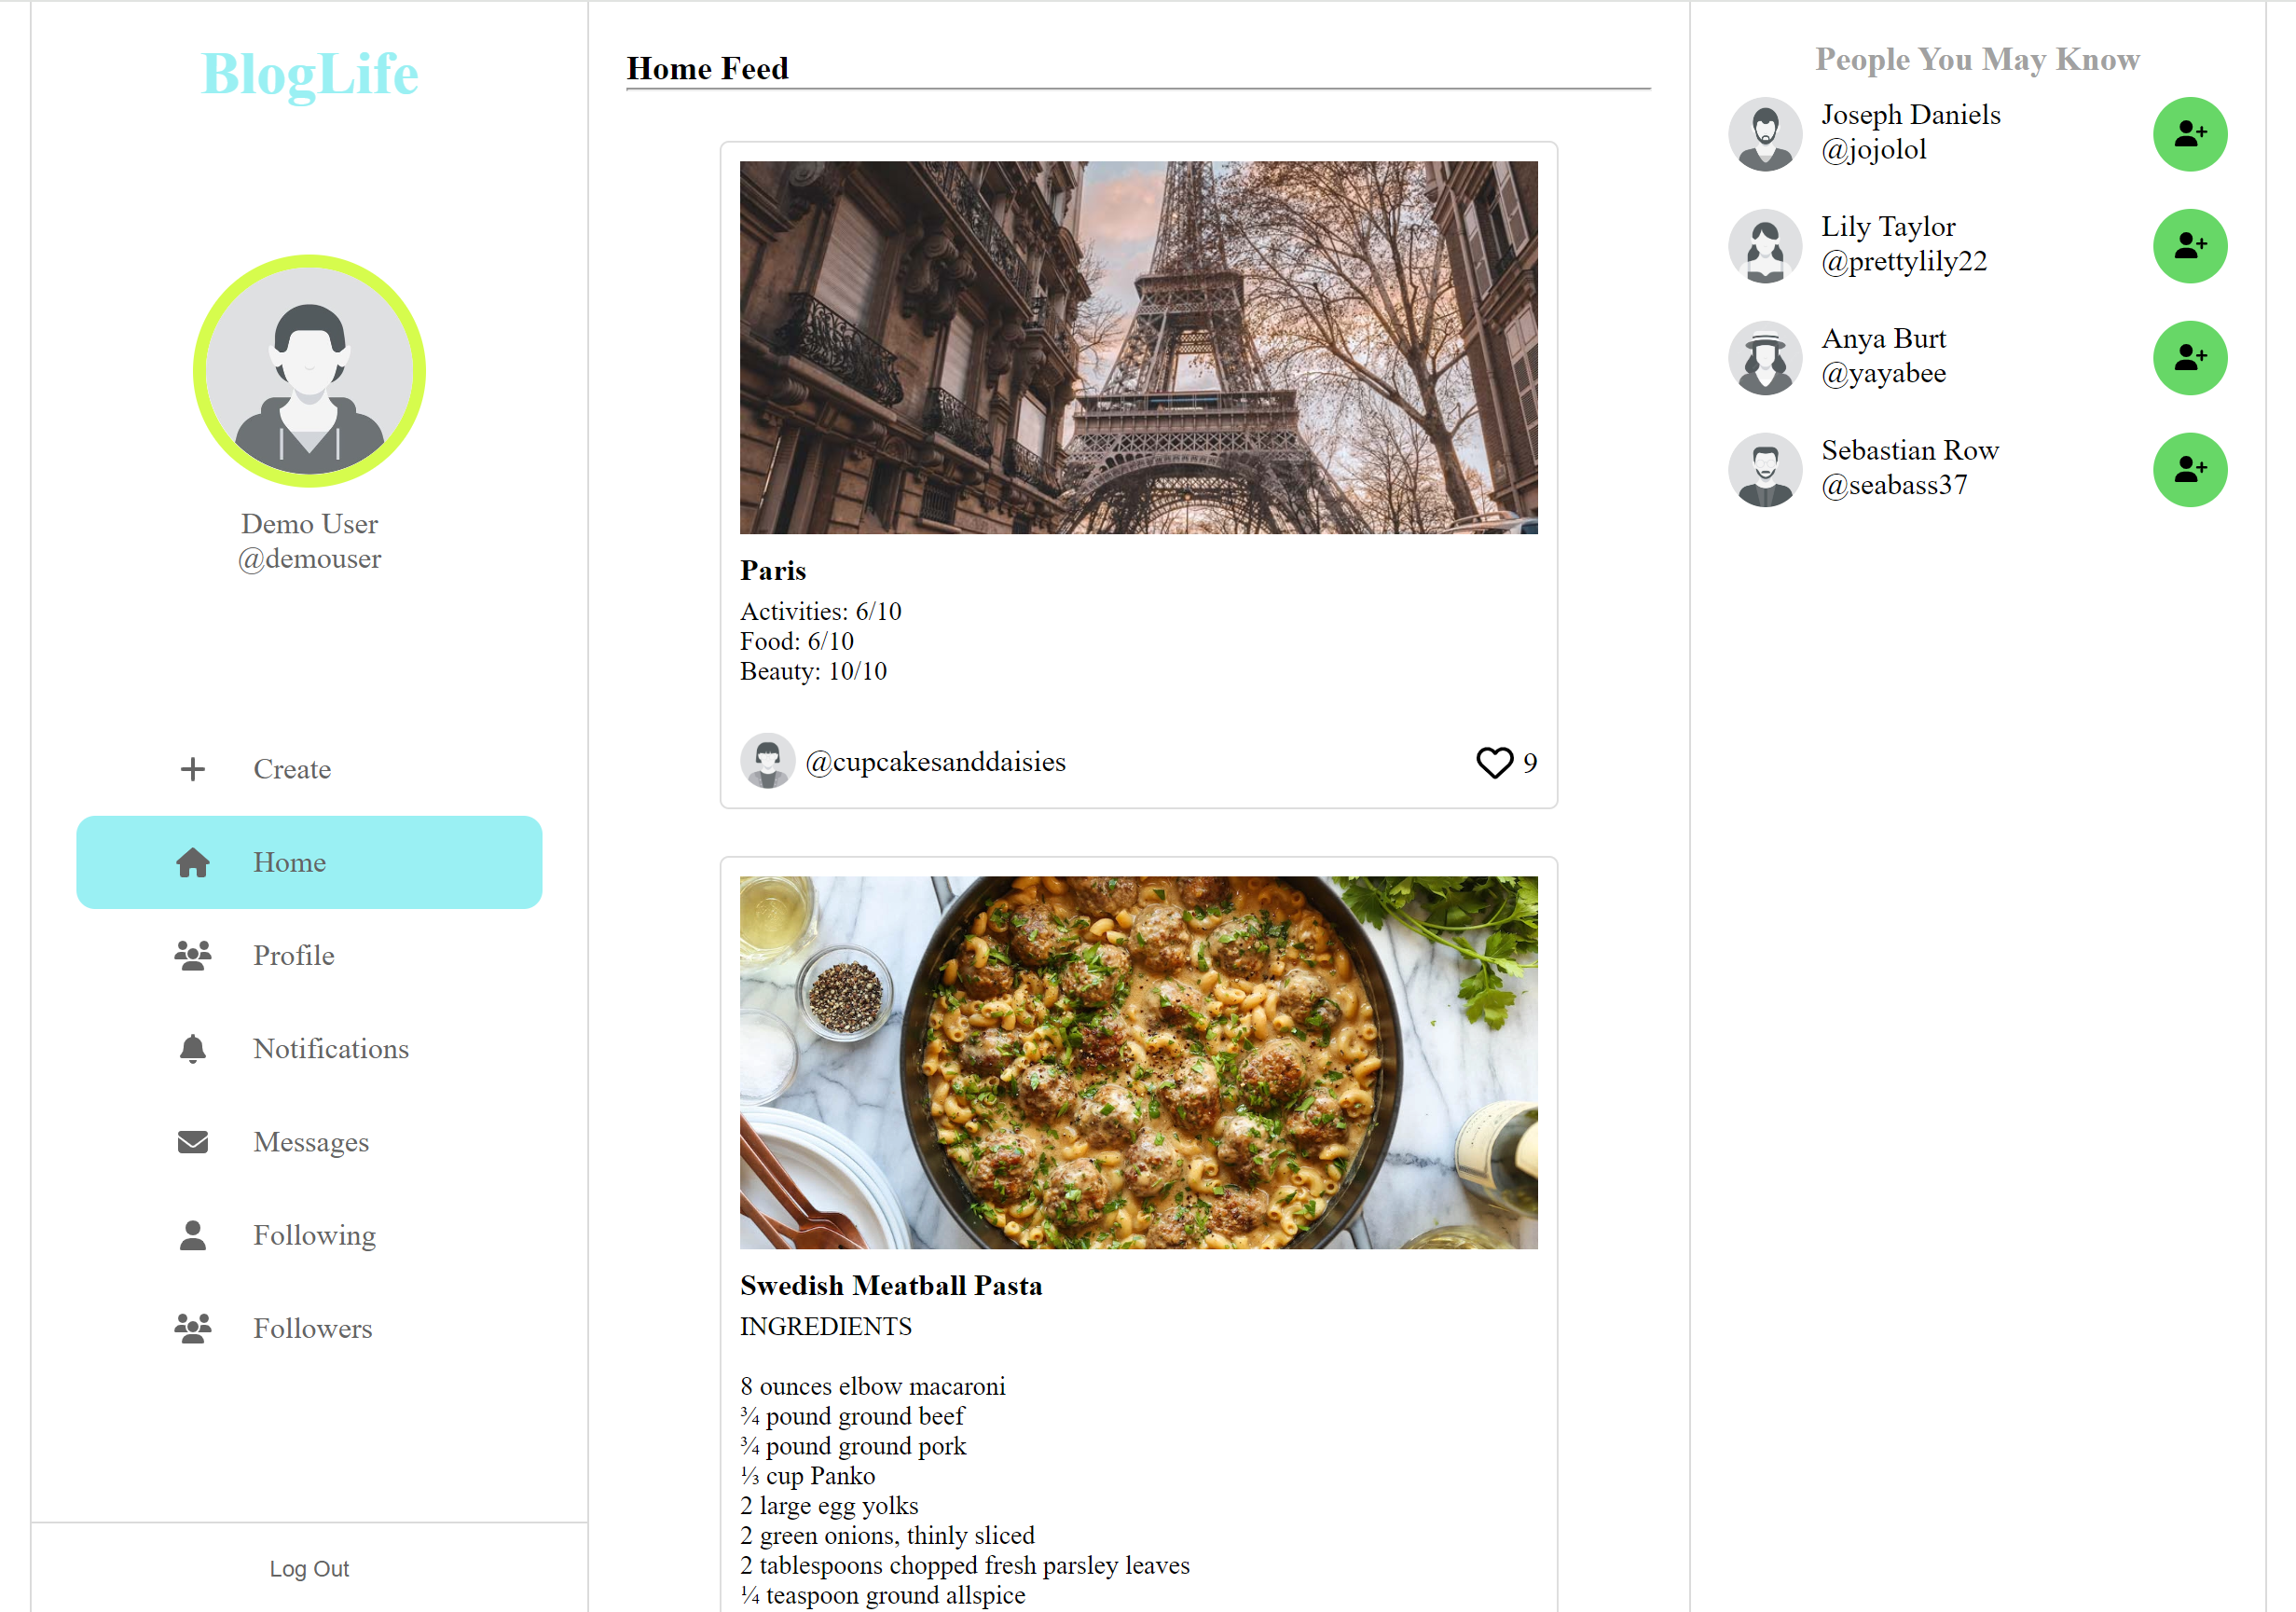 BlogLife
Demo User
@demouser
Create
Home
Profile
Notifications
Messages
Following
Followers
Log Out
Home Feed
Paris
Activities: 6/10
Food: 6/10
Beauty: 10/10
@cupcakesanddaisies
9
Swedish Meatball Pasta
INGREDIENTS
8 ounces elbow macaroni
¾ pound ground beef
¾ pound ground pork
⅓ cup Panko
2 large egg yolks
2 green onions, thinly sliced
2 tablespoons chopped fresh parsley leaves
¼ teaspoon ground allspice
People You May Know
Joseph Daniels
@jojolol
Lily Taylor
@prettylily22
Anya Burt
@yayabee
Sebastian Row
@seabass37